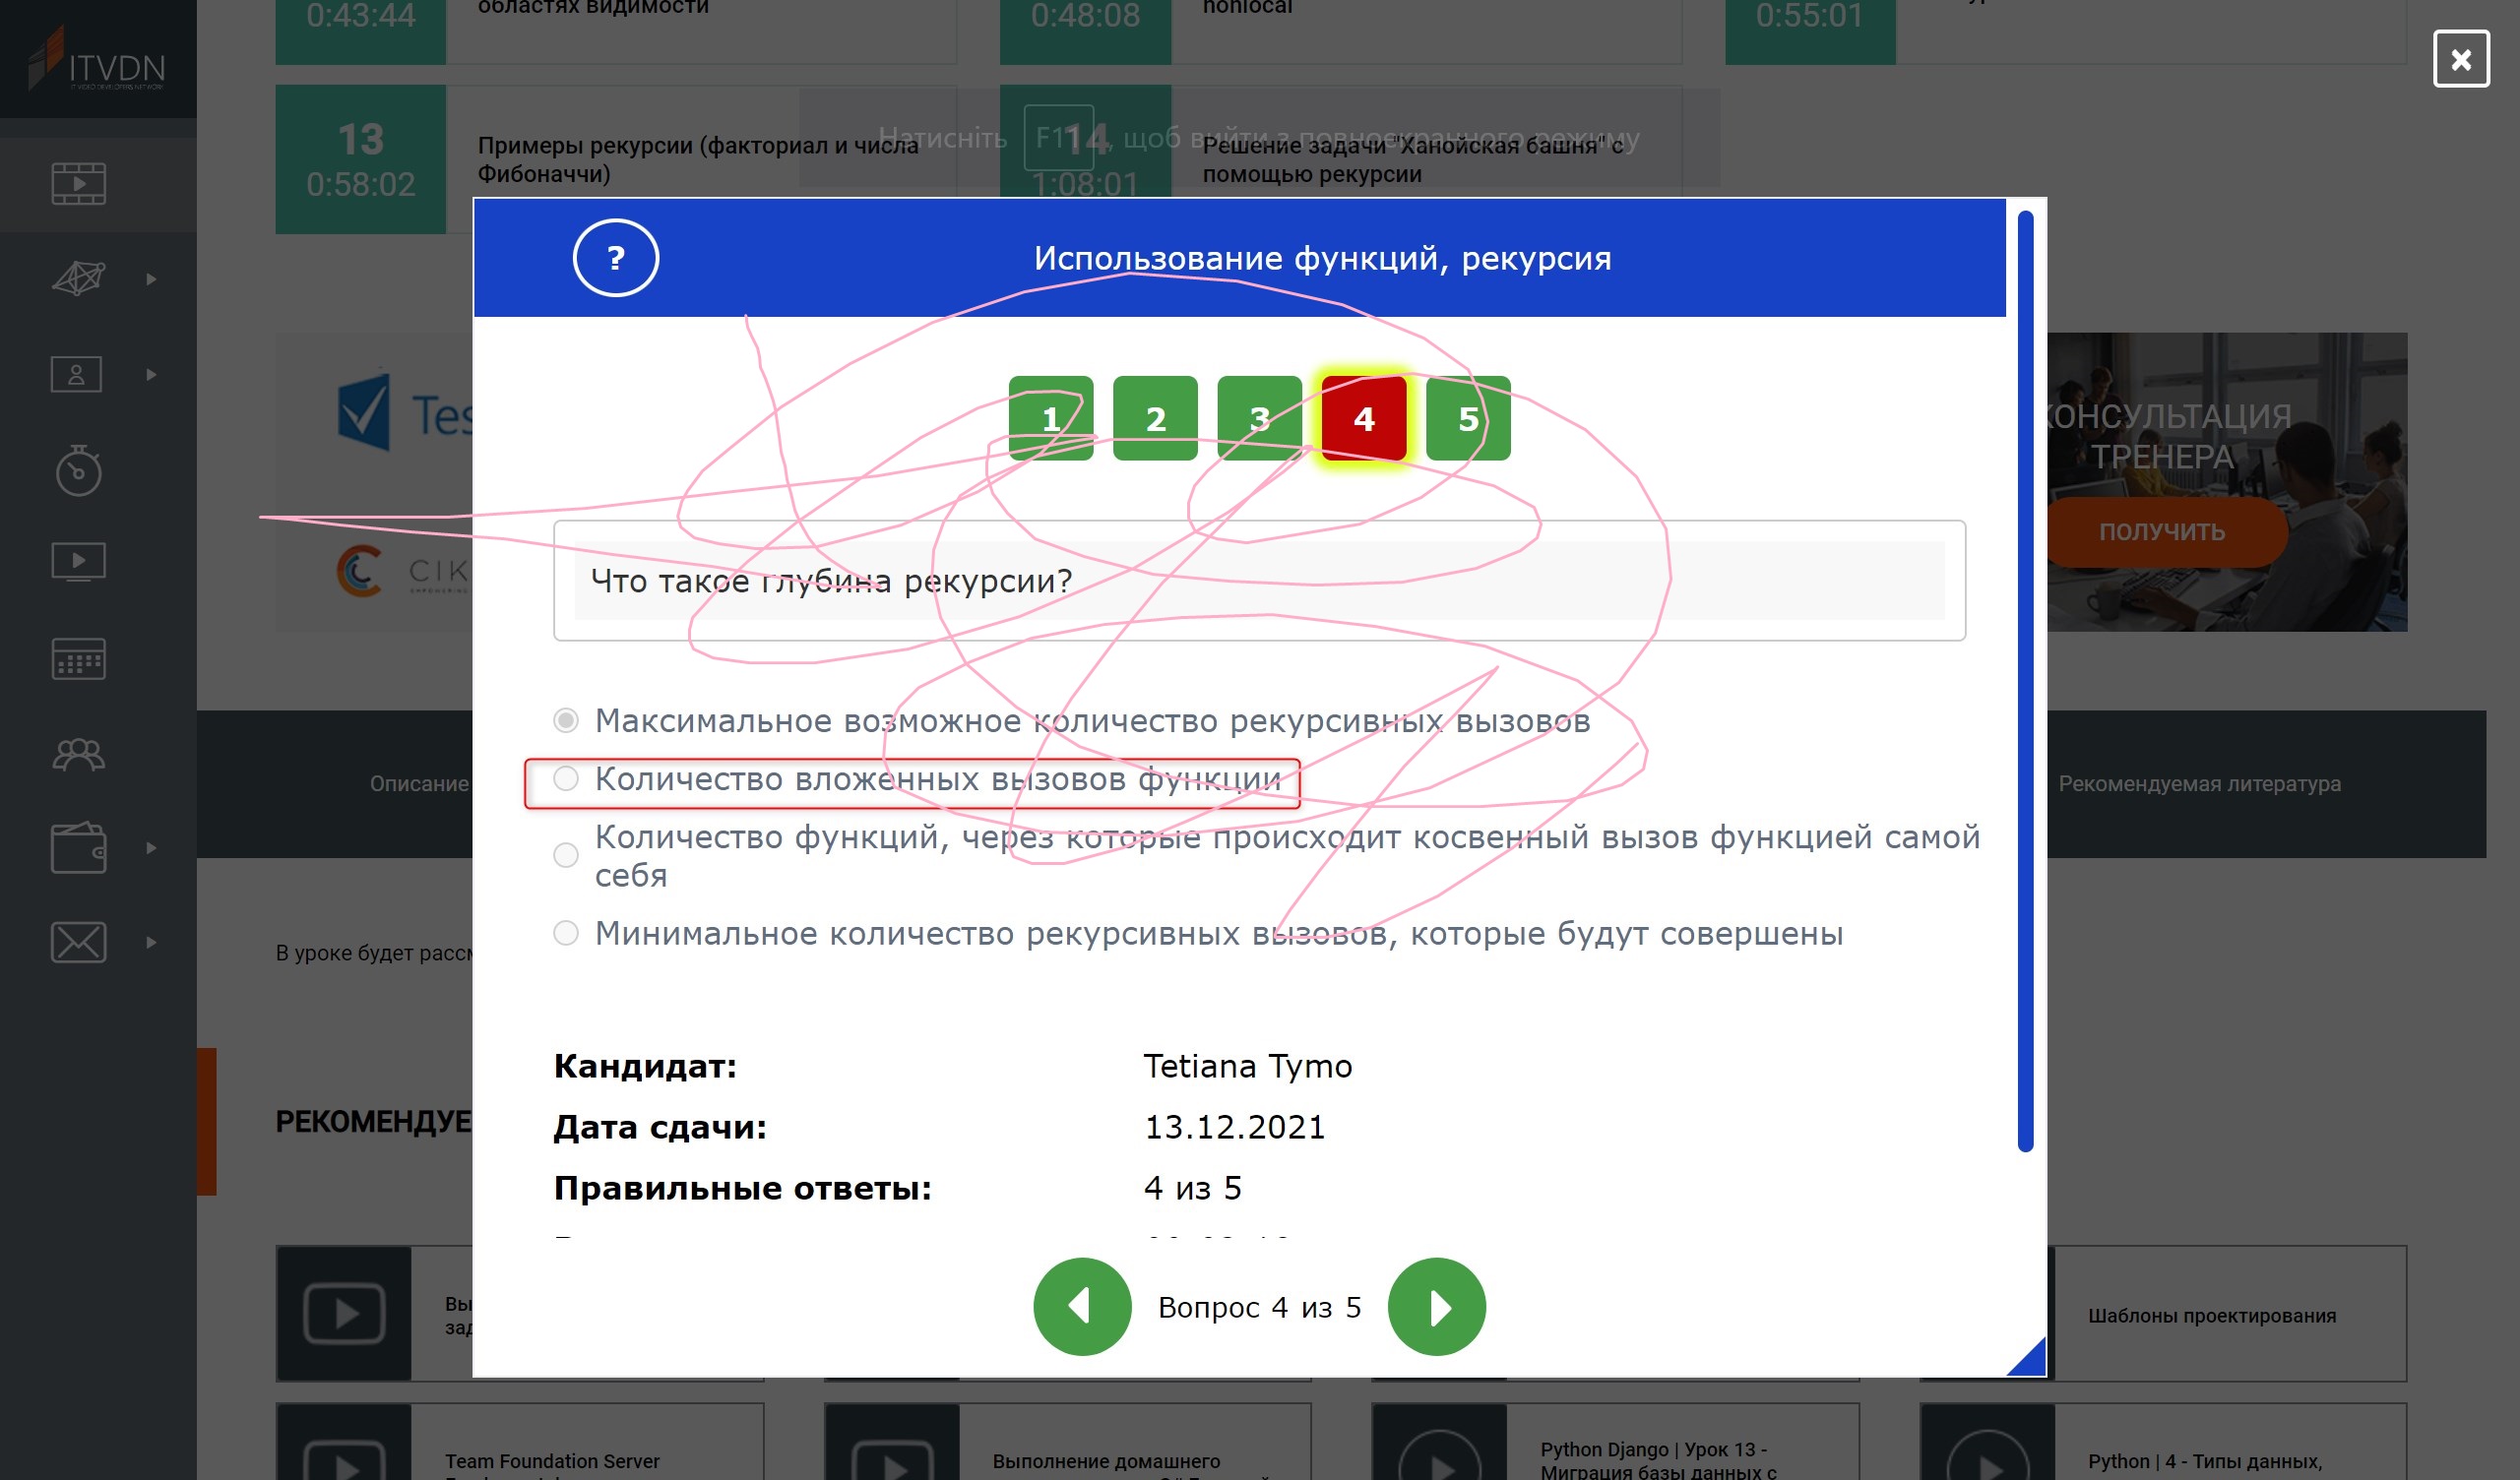 0:43:44
областях видимости
0:48:08
nonlocal
0:55:01
ITVDN
IT VIDEO DEVELOPERS NETWORK
13
0:58:02
Примеры рекурсии (факториал и числа
Фибоначчи)
14
1:08:01
Решение задачи "Ханойская башня" с
помощью рекурсии
Натисніть F11, щоб вийти з повноекранного режиму
?
Использование функций, рекурсия
1 2 3 4 5
КОНСУЛЬТАЦИЯ
ТРЕНЕРА
ПОЛУЧИТЬ
Tes
CIK
Что такое глубина рекурсии?
Максимальное возможное количество рекурсивных вызовов
Количество вложенных вызовов функции
Количество функций, через которые происходит косвенный вызов функцией самой
себя
Минимальное количество рекурсивных вызовов, которые будут совершены
Описание
Рекомендуемая литература
В уроке будет расс
Кандидат: Tetiana Tymo
Дата сдачи: 13.12.2021
Правильные ответы: 4 из 5
РЕКОМЕНДУЕ
Вопрос 4 из 5
Вы
зад
Шаблоны проектирования
Team Foundation Server
Выполнение домашнего
Python Django | Урок 13 -
Миграция базы данных с
Python | 4 - Типы данных,